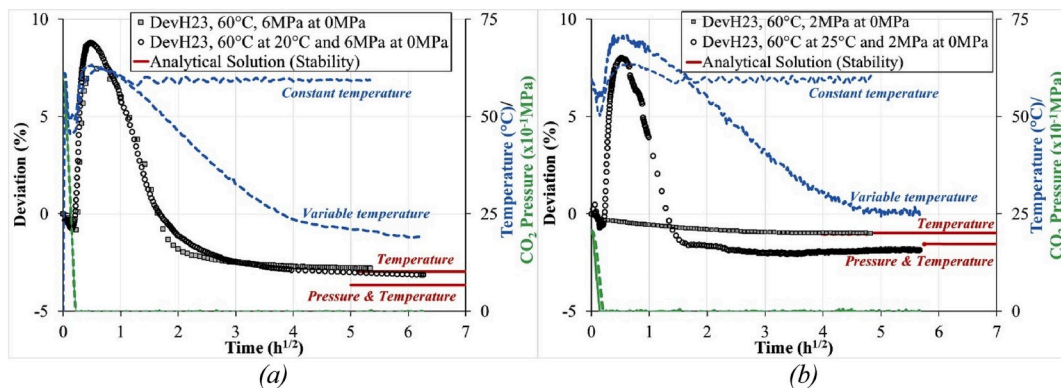 10
5
0
-5
Deviation (%)
DevH23, 60°C, 6MPa at 0MPa
DevH23, 60°C at 20°C and 6MPa at 0MPa
Analytical Solution (Stability)
Constant temperature
Variable temperature
Temperature
Pressure & Temperature
75
50
25
0
Temperature (°C)/
CO2 Pressure (x10-1MPa)
0 1 2 3 4 5 6 7
Time (h1/2)
(a)
10
5
0
-5
Deviation (%)
DevH23, 60°C, 2MPa at 0MPa
DevH23, 60°C at 25°C and 2MPa at 0MPa
Analytical Solution (Stability)
Constant temperature
Variable temperature
Temperature
Pressure & Temperature
75
50
25
0
Temperature (°C)/
CO2 Pressure (x10-1MPa)
0 1 2 3 4 5 6 7
Time (h1/2)
(b)